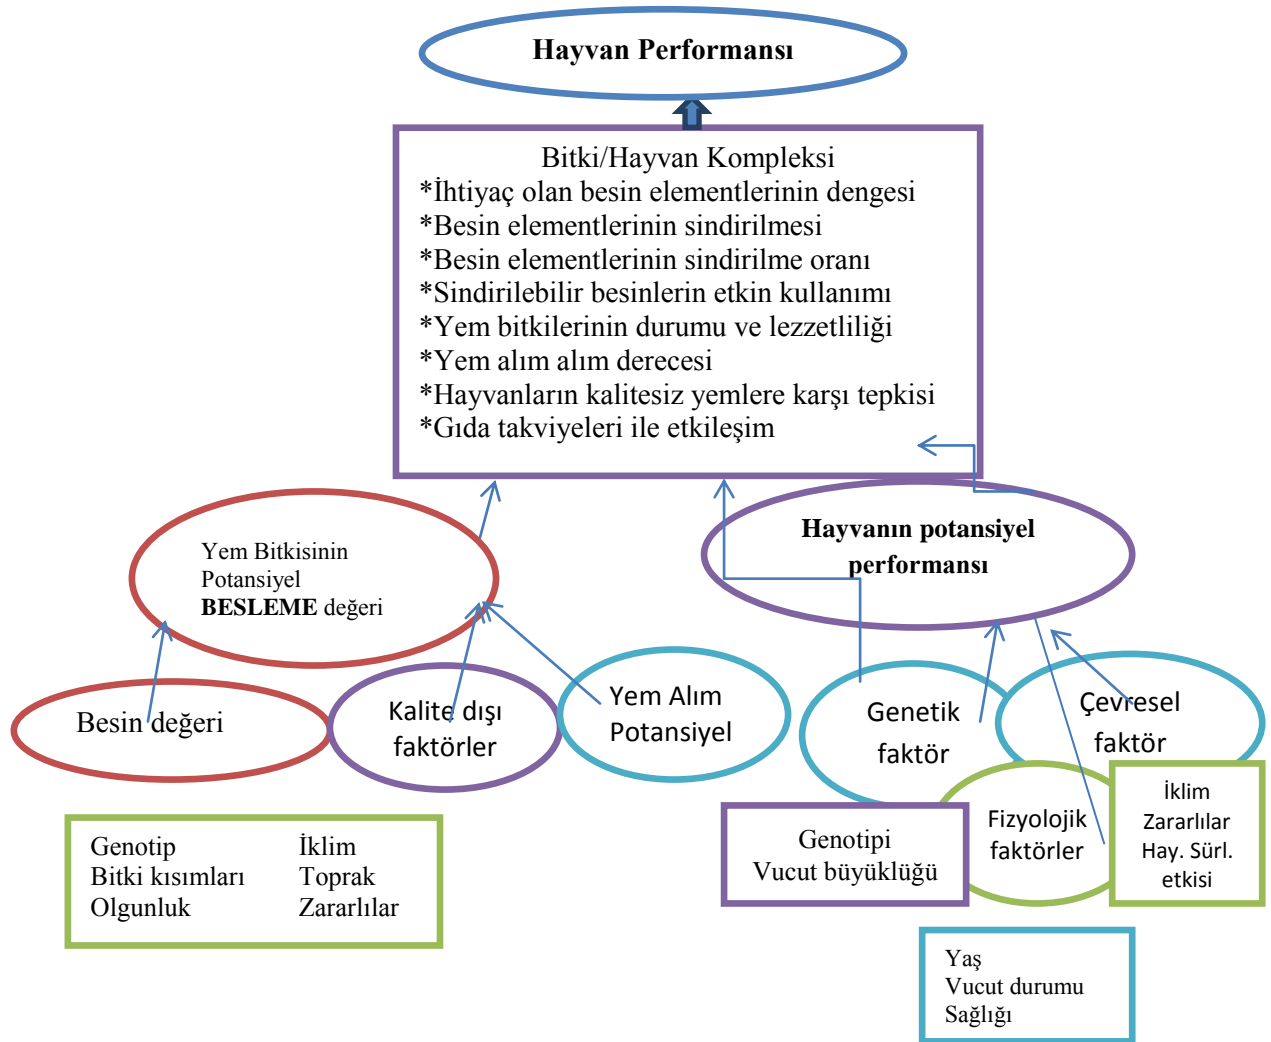 Hayvan Performansı
Bitki/Hayvan Kompleksi
*İhtiyaç olan besin elementlerinin dengesi
*Besin elementlerinin sindirilmesi
*Besin elementlerinin sindirilme oranı
*Sindirilebilir besinlerin etkin kullanımı
*Yem bitkilerinin durumu ve lezzetliliği
*Yem alım alım derecesi
*Hayvanların kalitesiz yemlere karşı tepkisi
*Gıda takviyeleri ile etkileşim
Yem Bitkisinin
Potansiyel
BESLEME değeri
Hayvanın potansiyel
performansı
Besin değeri
Kalite dışı
faktörler
Yem Alım
Potansiyel
Genetik
faktör
Çevresel
faktör
Genotip İklim
Bitki kısımları Toprak
Olgunluk Zararlılar
Genotipi
Vucut büyüklüğü
Fizyolojik
faktörler
İklim
Zararlılar
Hay. Sürl.
etkisi
Yaş
Vucut durumu
Sağlığı